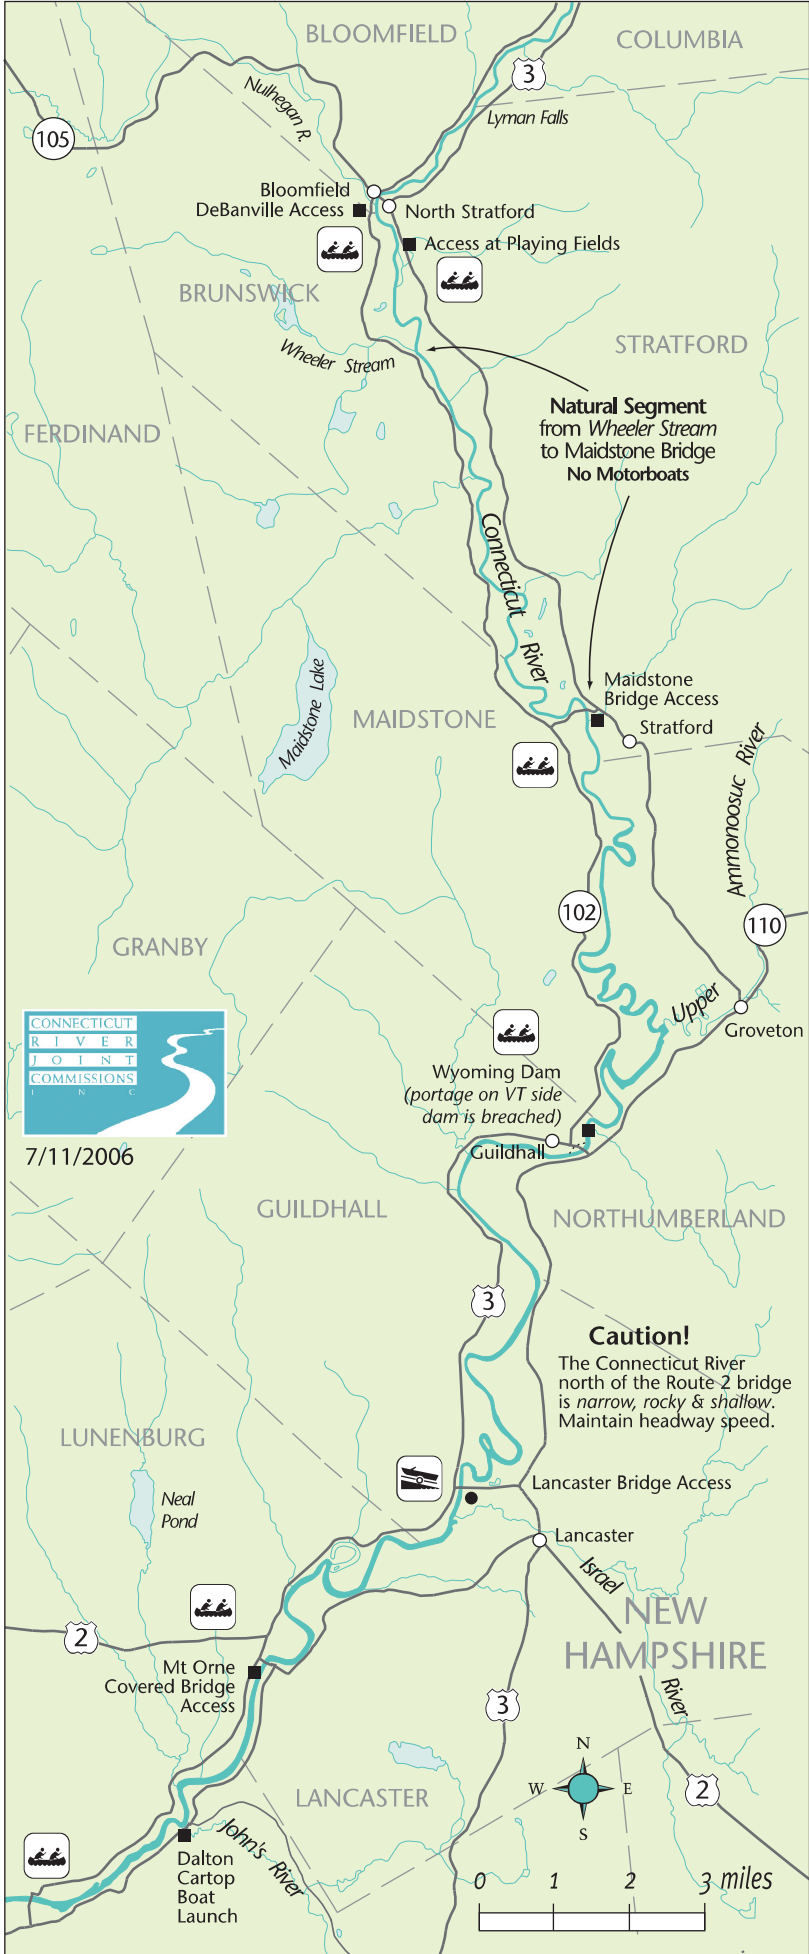 BLOOMFIELD
COLUMBIA
3
Nulhegan R.
Lyman Falls
105
Bloomfield
DeBanville Access
North Stratford
Access at Playing Fields
BRUNSWICK
Wheeler Stream
STRATFORD
Natural Segment
from Wheeler Stream
to Maidstone Bridge
No Motorboats
FERDINAND
Connecticut
River
Maidstone Lake
Maidstone
Bridge Access
MAIDSTONE
Stratford
Ammonoosuc River
102
110
GRANBY
Upper
Groveton
CONNECTICUT
RIVER
JOINT
COMMISSIONS
INC
7/11/2006
Wyoming Dam
(portage on VT side
dam is breached)
Guildhall
GUILDHALL
NORTHUMBERLAND
3
Caution!
The Connecticut River
north of the Route 2 bridge
is narrow, rocky & shallow.
Maintain headway speed.
LUNENBURG
Neal
Pond
Lancaster Bridge Access
Lancaster
Israel
NEW
HAMPSHIRE
2
Mt Orne
Covered Bridge
Access
River
3
N
W
E
S
2
LANCASTER
John's River
Dalton
Cartop
Boat
Launch
0 1 2 3 miles